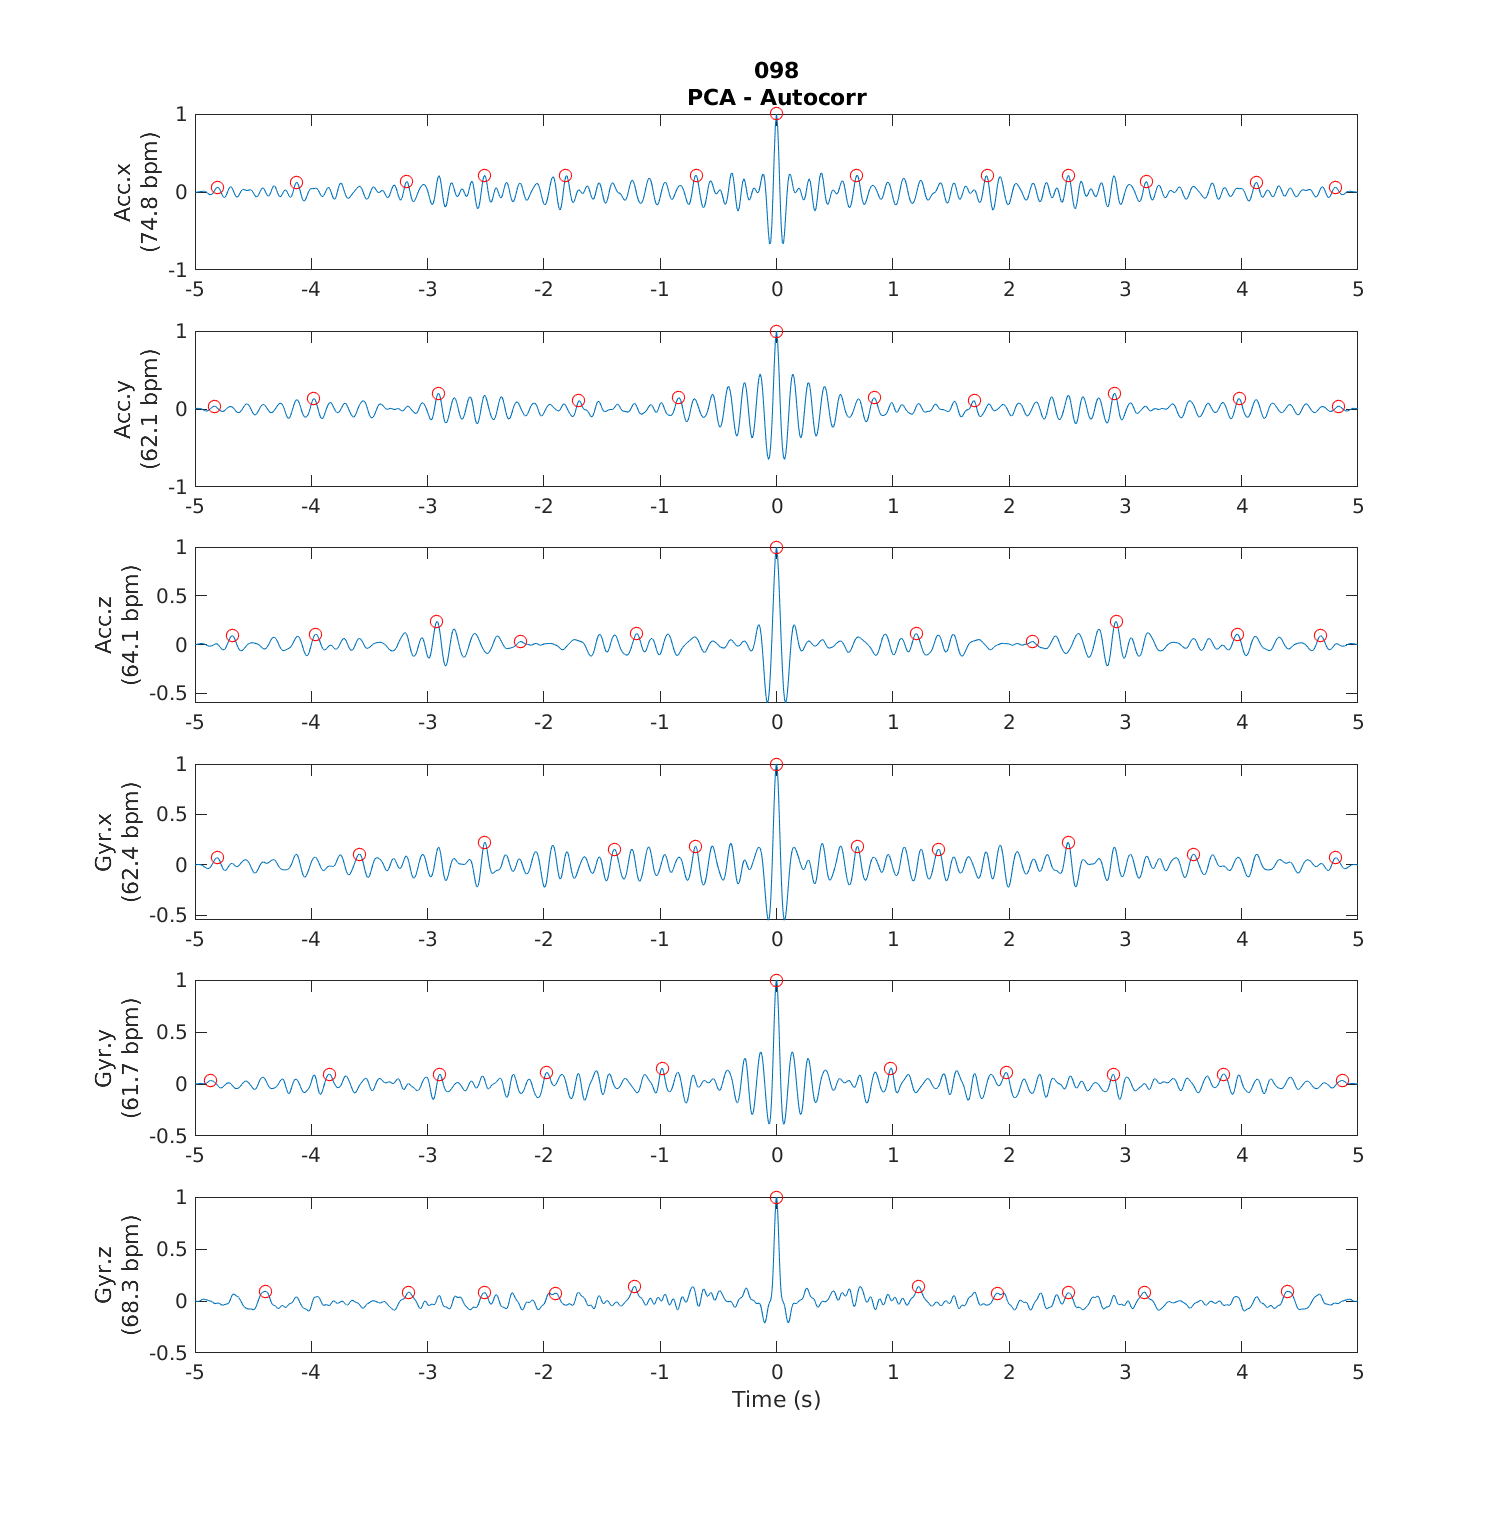 098
PCA - Autocorr
Acc.x
(74.8 bpm)
1
0
-1
-5 -4 -3 -2 -1 0 1 2 3 4 5
Acc.y
(62.1 bpm)
1
0
-1
-5 -4 -3 -2 -1 0 1 2 3 4 5
Acc.z
(64.1 bpm)
1
0.5
0
-0.5
-5 -4 -3 -2 -1 0 1 2 3 4 5
Gyr.x
(62.4 bpm)
1
0.5
0
-0.5
-5 -4 -3 -2 -1 0 1 2 3 4 5
Gyr.y
(61.7 bpm)
1
0.5
0
-0.5
-5 -4 -3 -2 -1 0 1 2 3 4 5
Gyr.z
(68.3 bpm)
1
0.5
0
-0.5
-5 -4 -3 -2 -1 0 1 2 3 4 5
Time (s)